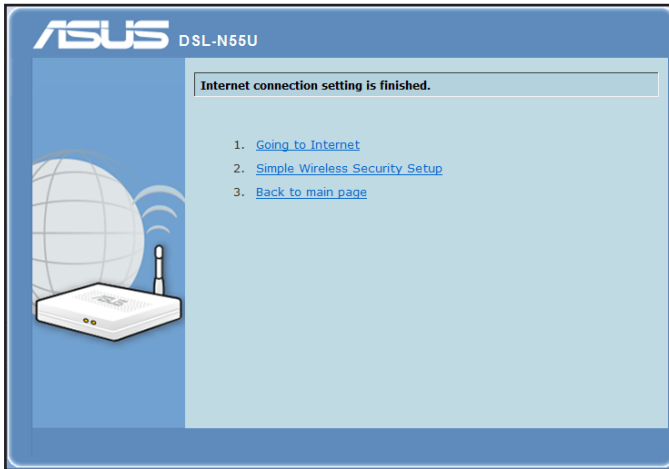 ASUS DSL-N55U
Internet connection setting is finished.
1. Going to Internet
2. Simple Wireless Security Setup
3. Back to main page
ASUS